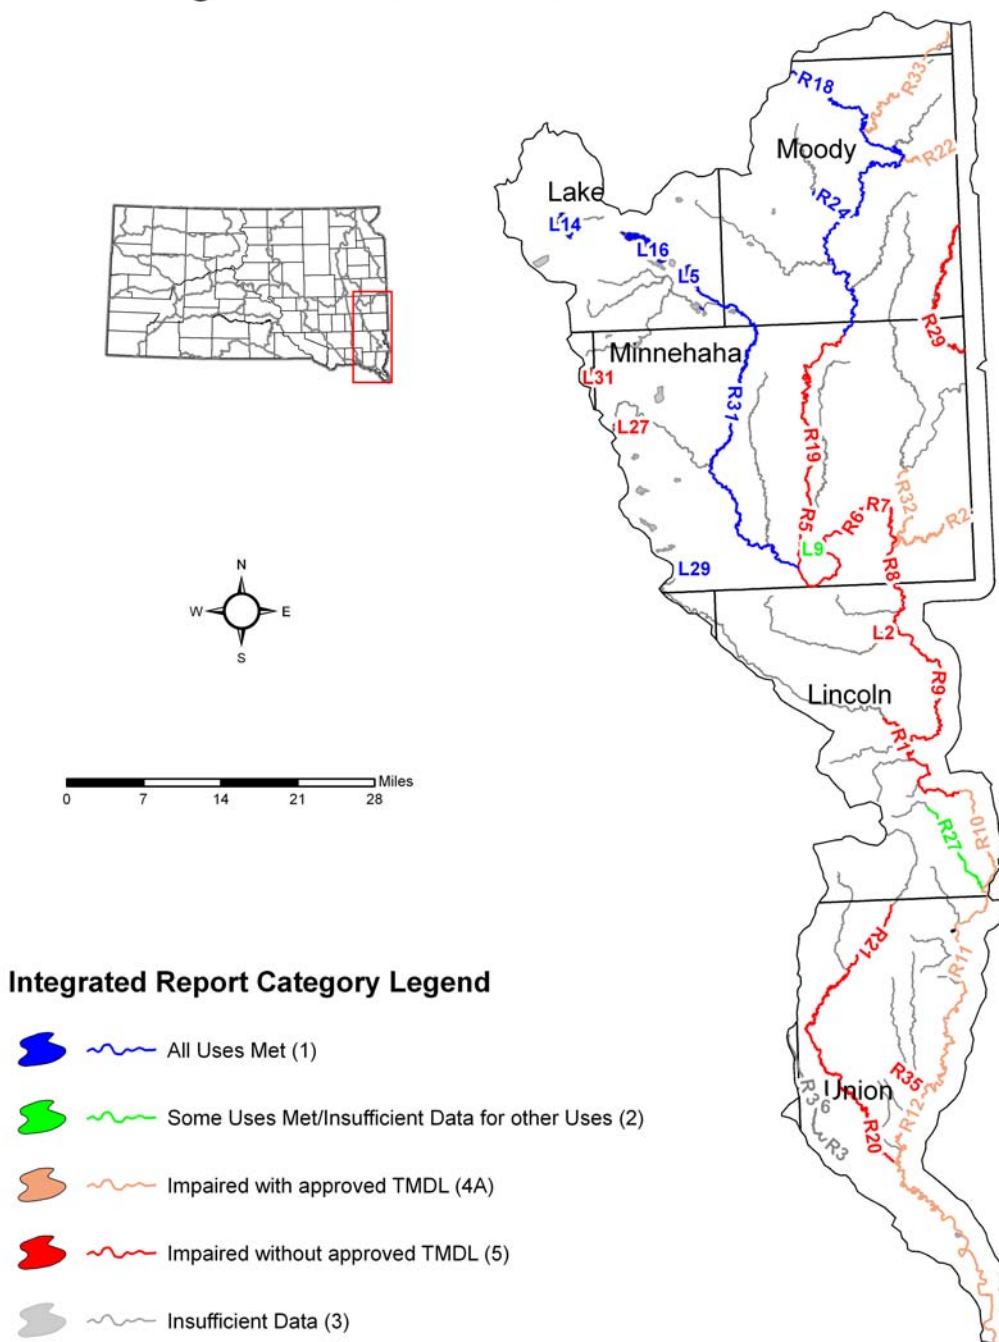 R18
R33
Moody
R22
Lake
R24
L14
L16
L5
R29
Minnehaha
L31
R31
L27
R19
R32
R5
R6
R7
R2
L9
R8
L29
L2
R9
Lincoln
R1
R10
R27
R21
R11
R35
Union
R36
R12
R3
R20
N
W
E
S
Miles
0 7 14 21 28
Integrated Report Category Legend
All Uses Met (1)
Some Uses Met/Insufficient Data for other Uses (2)
Impaired with approved TMDL (4A)
Impaired without approved TMDL (5)
Insufficient Data (3)